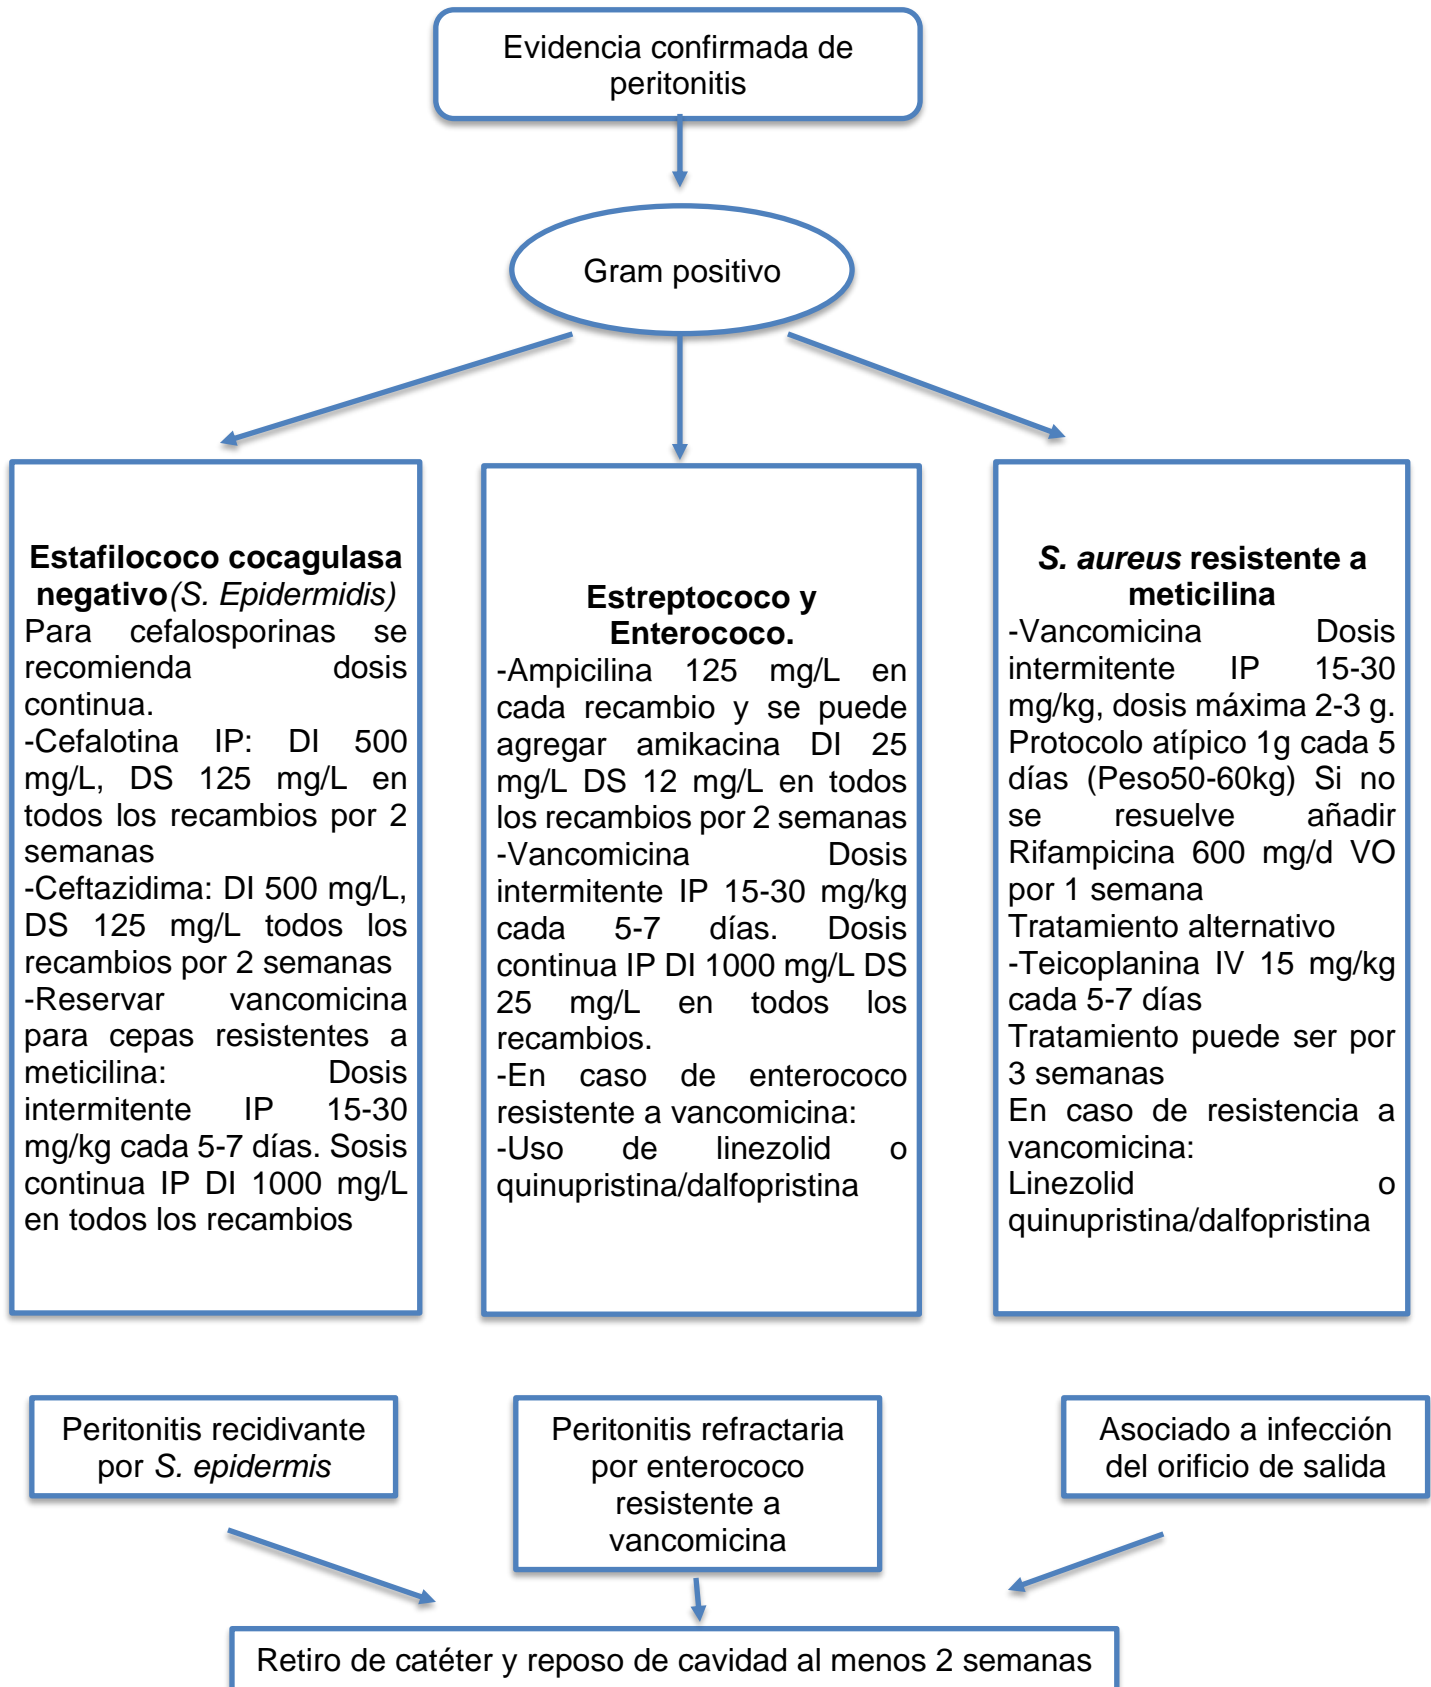 Evidencia confirmada de
peritonitis
Gram positivo
Estafilococo cocagulasa
negativo(S. Epidermidis)
Para cefalosporinas se
recomienda dosis
continua.
-Cefalotina IP: DI 500
mg/L, DS 125 mg/L en
todos los recambios por 2
semanas
-Ceftazidima: DI 500 mg/L,
DS 125 mg/L todos los
recambios por 2 semanas
-Reservar vancomicina
para cepas resistentes a
meticilina: Dosis
intermitente IP 15-30
mg/kg cada 5-7 días. Sosis
continua IP DI 1000 mg/L
en todos los recambios
Estreptococo y
Enterococo.
-Ampicilina 125 mg/L en
cada recambio y se puede
agregar amikacina DI 25
mg/L DS 12 mg/L en todos
los recambios por 2 semanas
-Vancomicina Dosis
intermitente IP 15-30 mg/kg
cada 5-7 días. Dosis
continua IP DI 1000 mg/L DS
25 mg/L en todos los
recambios.
-En caso de enterococo
resistente a vancomicina:
-Uso de linezolid o
quinupristina/dalfopristina
S. aureus resistente a
meticilina
-Vancomicina Dosis
intermitente IP 15-30
mg/kg, dosis máxima 2-3 g.
Protocolo atípico 1g cada 5
días (Peso50-60kg) Si no
se resuelve añadir
Rifampicina 600 mg/d VO
por 1 semana
Tratamiento alternativo
-Teicoplanina IV 15 mg/kg
cada 5-7 días
Tratamiento puede ser por
3 semanas
En caso de resistencia a
vancomicina:
Linezolid o
quinupristina/dalfopristina
Peritonitis recidivante
por S. epidermis
Peritonitis refractaria
por enterococo
resistente a
vancomicina
Asociado a infección
del orificio de salida
Retiro de catéter y reposo de cavidad al menos 2 semanas